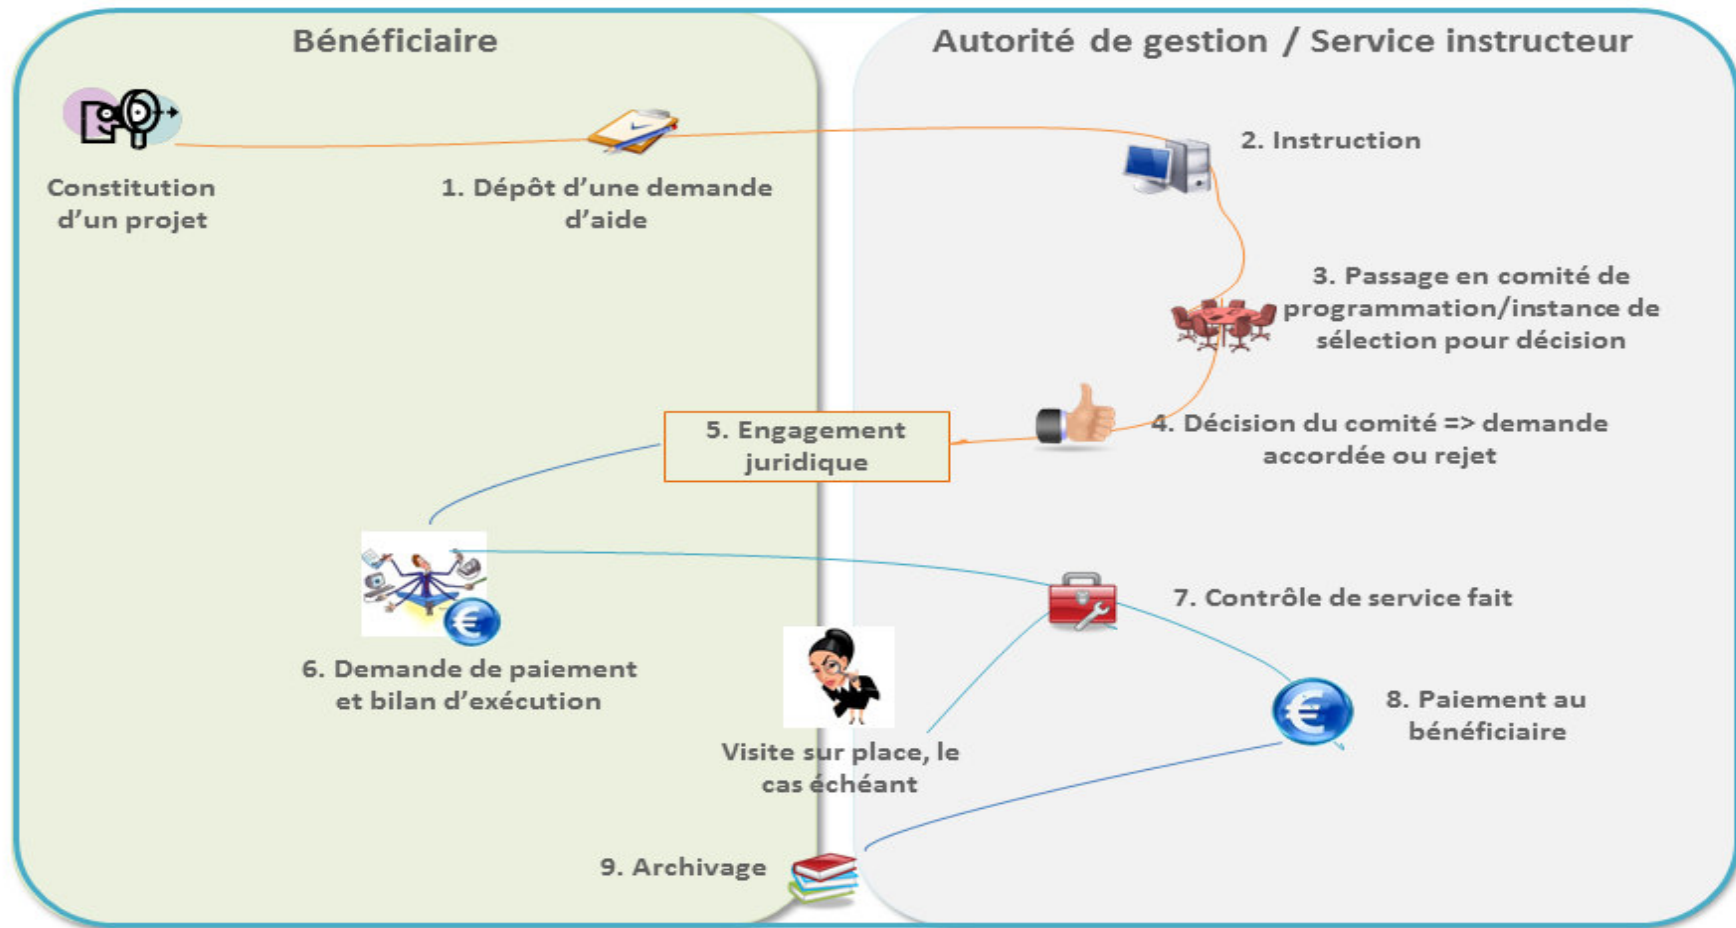 Bénéficiaire
Autorité de gestion / Service instructeur
Constitution
d’un projet
1. Dépôt d’une demande
d’aide
2. Instruction
3. Passage en comité de
programmation/instance de
sélection pour décision
4. Décision du comité => demande
accordée ou rejet
5. Engagement
juridique
6. Demande de paiement
et bilan d’exécution
7. Contrôle de service fait
Visite sur place, le
cas échéant
8. Paiement au
bénéficiaire
9. Archivage